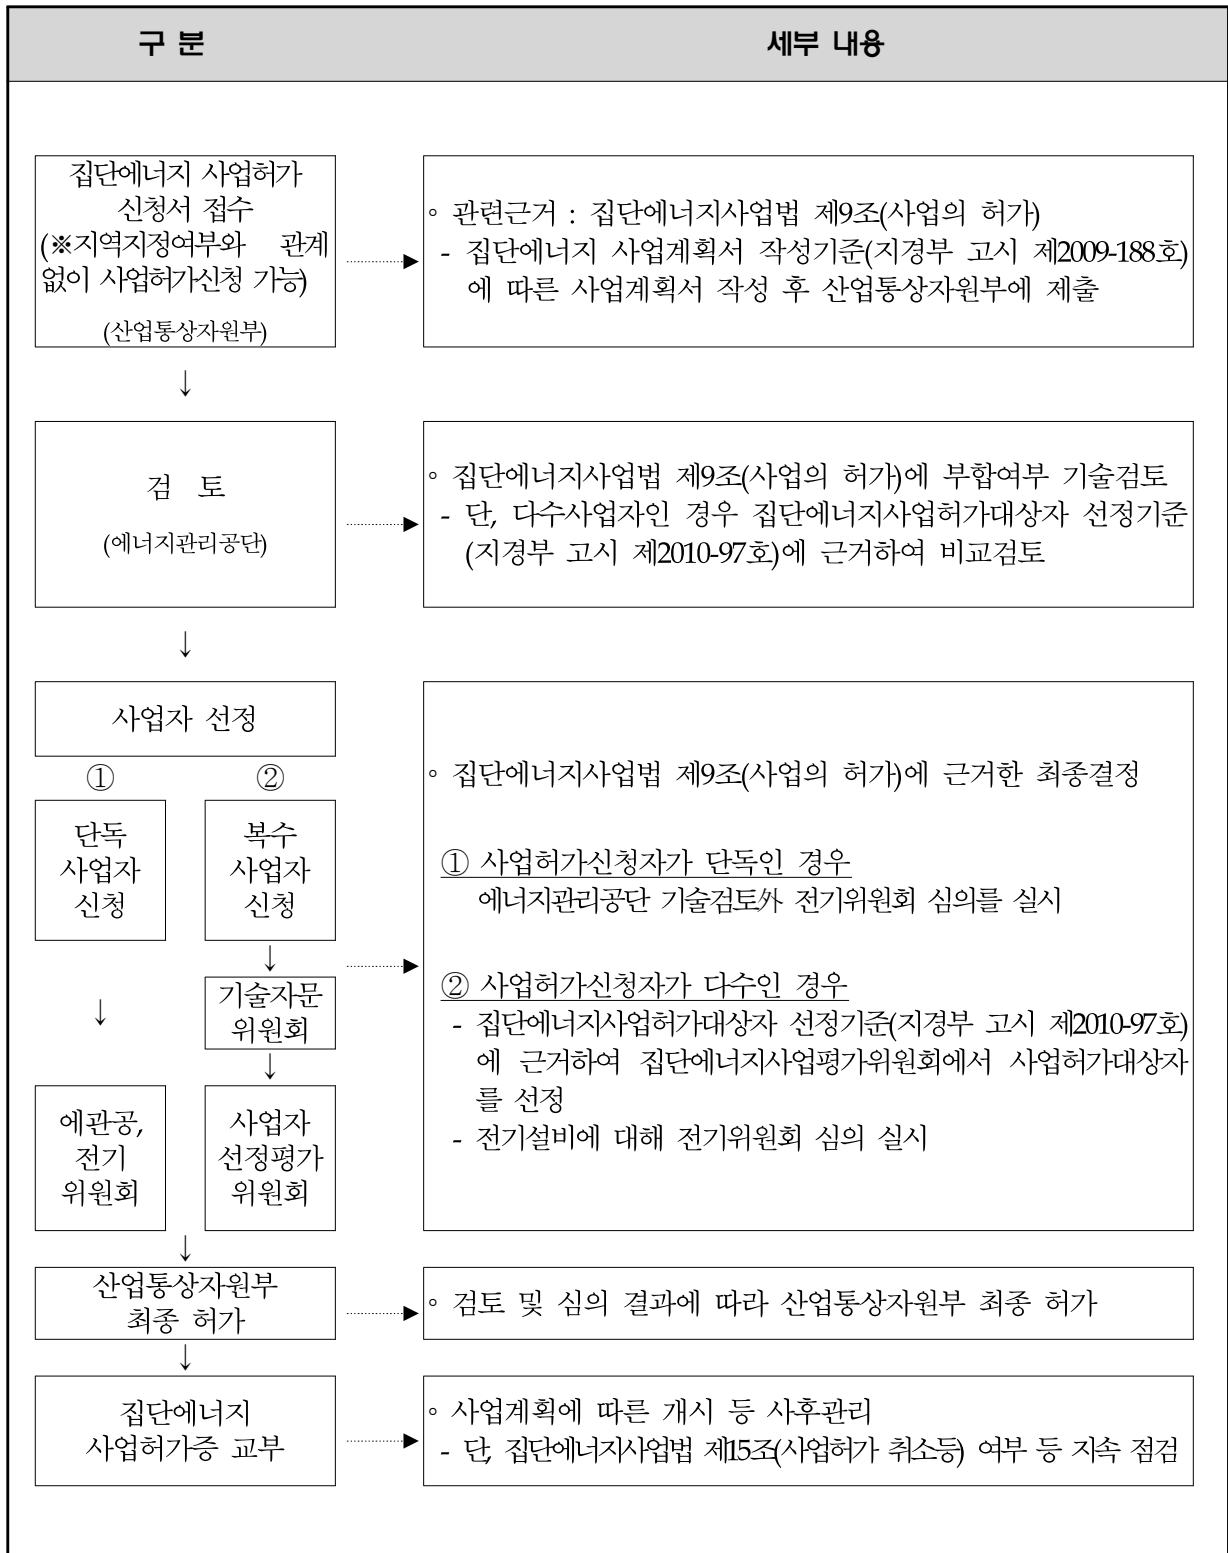 구 분
세부 내용
집단에너지 사업허가
신청서 접수
(※지역지정여부와 관계
없이 사업허가신청 가능)
(산업통상자원부)
◦ 관련근거 : 집단에너지사업법 제9조(사업의 허가)
- 집단에너지 사업계획서 작성기준(지경부 고시 제2009-188호)
에 따른 사업계획서 작성 후 산업통상자원부에 제출
↓
검 토
(에너지관리공단)
◦ 집단에너지사업법 제9조(사업의 허가)에 부합여부 기술검토
- 단, 다수사업자인 경우 집단에너지사업허가대상자 선정기준
(지경부 고시 제2010-97호)에 근거하여 비교검토
↓
사업자 선정
① ②
단독
사업자
신청
↓
에관공,
전기
위원회
복수
사업자
신청
↓
기술자문
위원회
↓
사업자
선정평가
위원회
◦ 집단에너지사업법 제9조(사업의 허가)에 근거한 최종결정
① 사업허가신청자가 단독인 경우
에너지관리공단 기술검토外 전기위원회 심의를 실시
② 사업허가신청자가 다수인 경우
- 집단에너지사업허가대상자 선정기준(지경부 고시 제2010-97호)
에 근거하여 집단에너지사업평가위원회에서 사업허가대상자
를 선정
- 전기설비에 대해 전기위원회 심의 실시
↓
산업통상자원부
최종 허가
◦ 검토 및 심의 결과에 따라 산업통상자원부 최종 허가
↓
집단에너지
사업허가증 교부
◦ 사업계획에 따른 개시 등 사후관리
- 단, 집단에너지사업법 제15조(사업허가 취소등) 여부 등 지속 점검